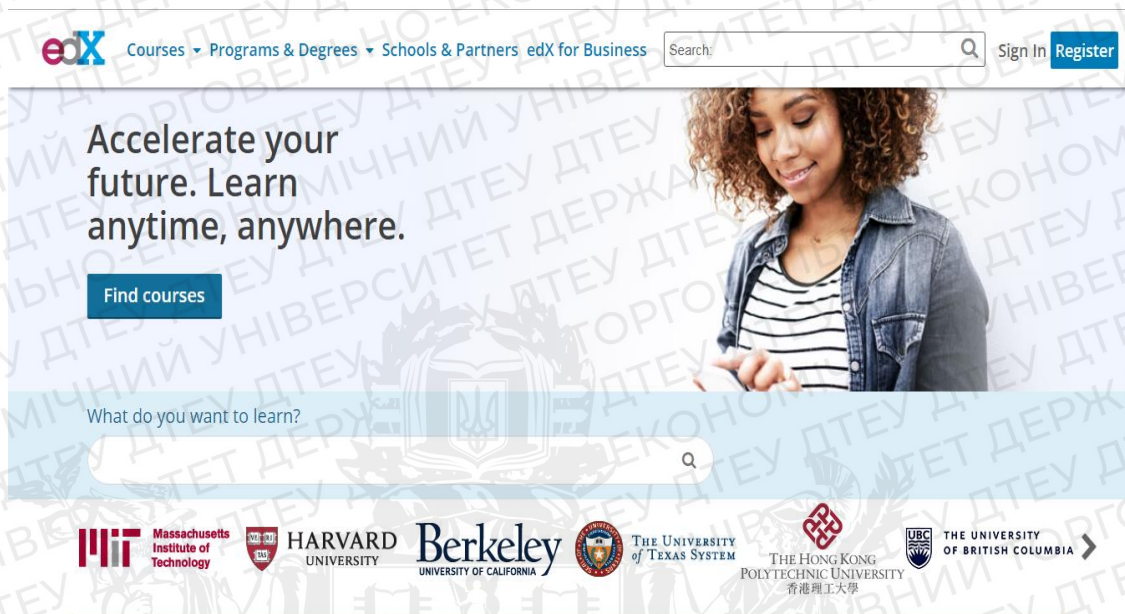 edX Courses Programs & Degrees Schools & Partners edX for Business Search: Sign In Register
Accelerate your
future. Learn
anytime, anywhere.
Find courses
What do you want to learn?
Massachusetts
Institute of
Technology
HARVARD
UNIVERSITY
Berkeley
UNIVERSITY OF CALIFORNIA
THE UNIVERSITY
of TEXAS SYSTEM
THE HONG KONG
POLYTECHNIC UNIVERSITY
香港理工大學
UBC
THE UNIVERSITY
OF BRITISH COLUMBIA